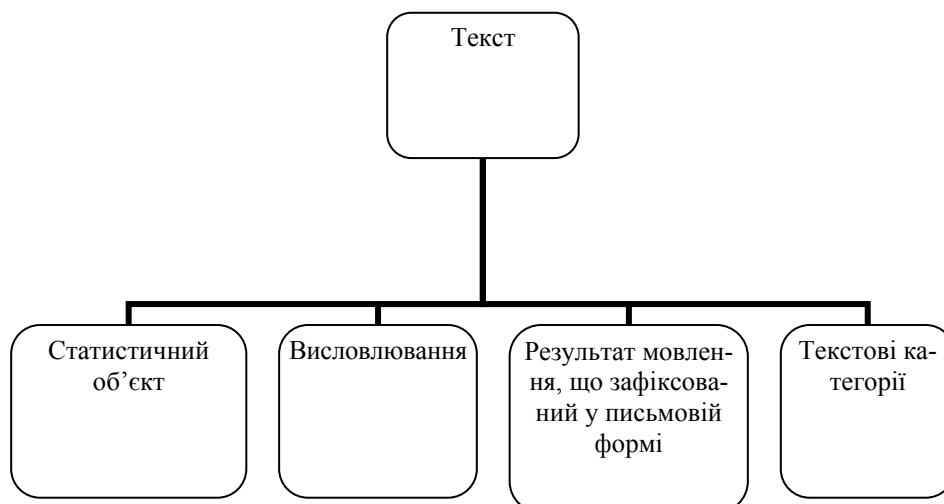 Текст
Статистичний
об’єкт
Висловлювання
Результат мовлен-
ня, що зафіксова-
ний у письмовій
формі
Текстові ка-
тегорії